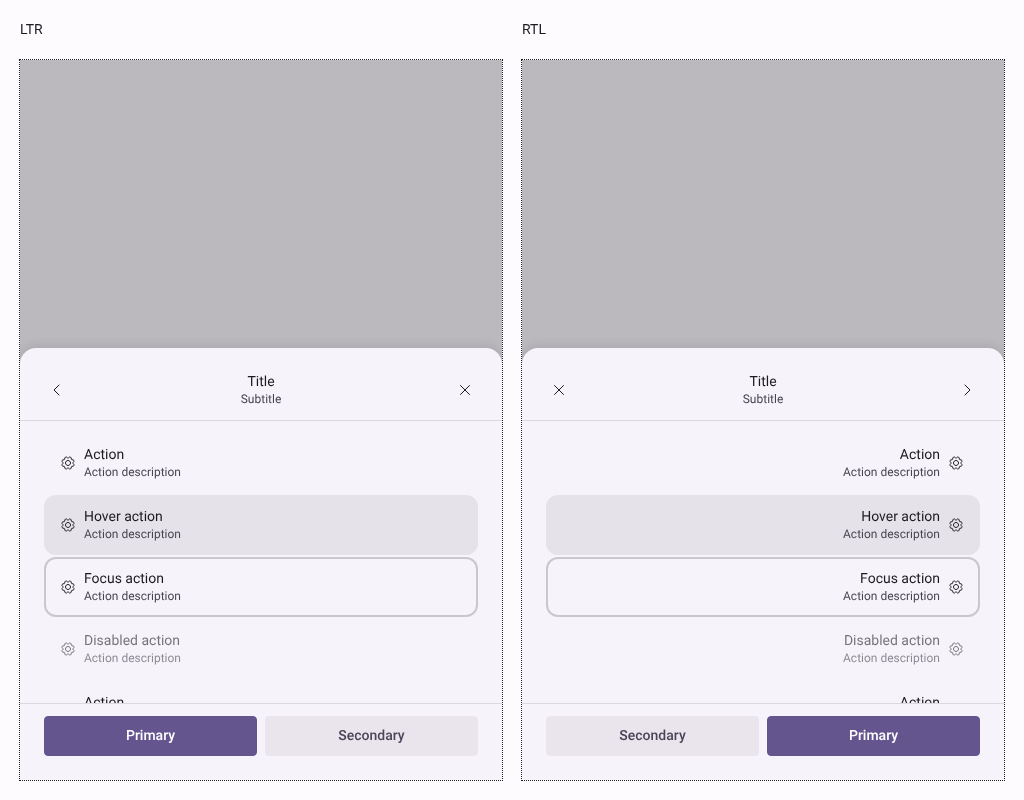 LTR
Title
Subtitle
Action
Action description
Hover action
Action description
Focus action
Action description
Disabled action
Action description
Action
Primary
Secondary
RTL
Title
Subtitle
Action
Action description
Hover action
Action description
Focus action
Action description
Disabled action
Action description
Action
Secondary
Primary